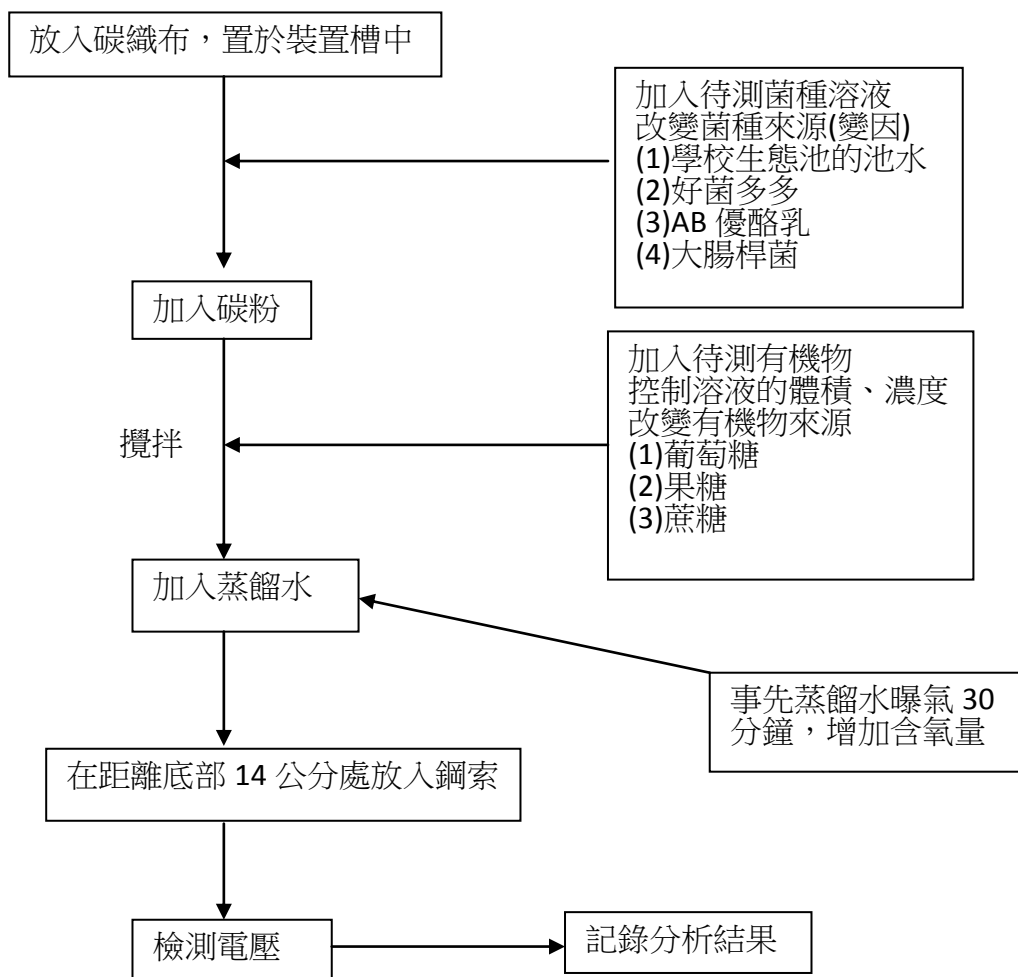 放入碳織布，置於裝置槽中
加入待測菌種溶液
改變菌種來源(變因)
(1)學校生態池的池水
(2)好菌多多
(3)AB 優酪乳
(4)大腸桿菌
加入碳粉
加入待測有機物
控制溶液的體積、濃度
改變有機物來源
(1)葡萄糖
(2)果糖
(3)蔗糖
攪拌
加入蒸餾水
事先蒸餾水曝氣 30
分鐘，增加含氧量
在距離底部 14 公分處放入鋼索
檢測電壓
記錄分析結果